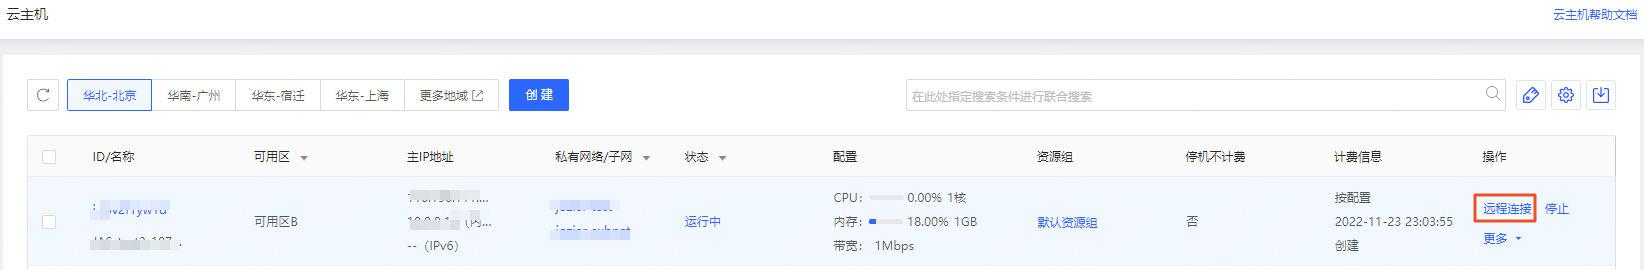 云主机
云主机帮助文档
华北-北京 华南-广州 华东-宿迁 华东-上海 更多地域 创建
在此处指定搜索条件进行联合搜索
ID/名称 可用区 主IP地址 私有网络/子网 状态 配置 资源组 停机不计费 计费信息 操作
CPU： 0.00% 1核
按配置
远程连接 停止
可用区B
(内...
运行中
内存： 18.00% 1GB
默认资源组
否
2022-11-23 23:03:55
--（IPv6)
带宽： 1Mbps
创建
更多